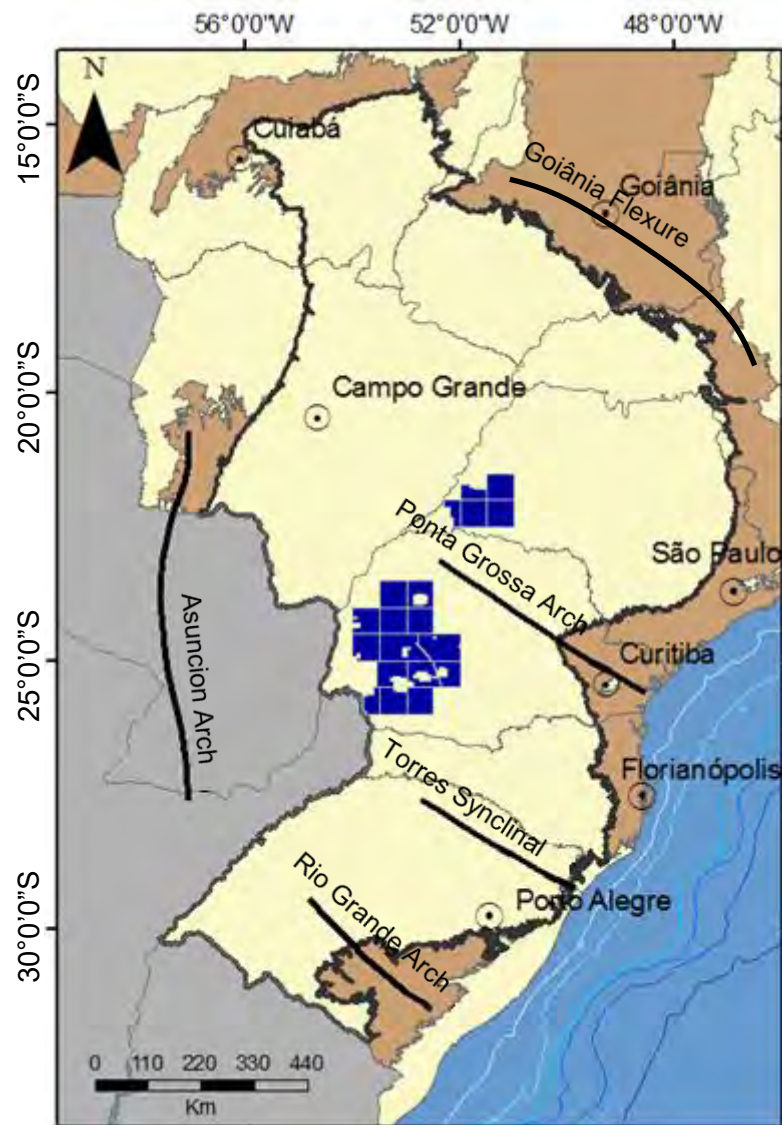 56°0'0"W 52°0'0"W 48°0'0"W
N
15°0'0"S
Cuiabá
Goiânia
Goiânia Flexure
20°0'0"S
Campo Grande
Ponta Grossa Arch
São Paulo
Asuncion Arch
25°0'0"S
Curitiba
Torres Synclinal
Florianópolis
Rio Grande Arch
Porto Alegre
30°0'0"S
0 110 220 330 440
Km